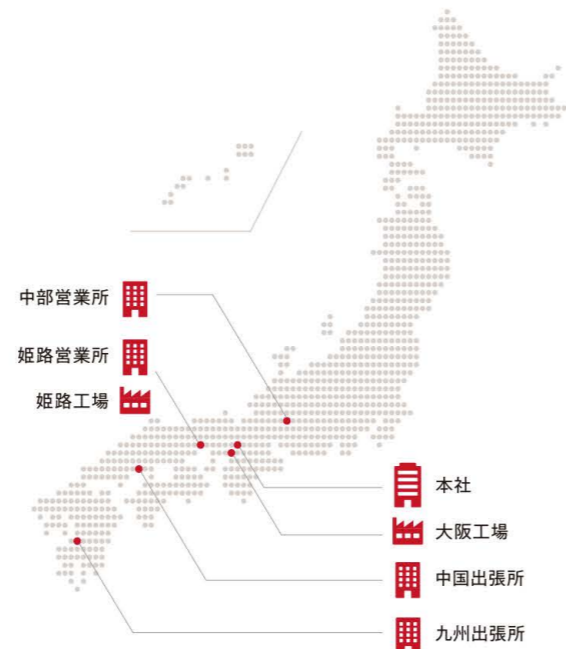 中部営業所
姫路営業所
姫路工場
本社
大阪工場
中国出張所
九州出張所